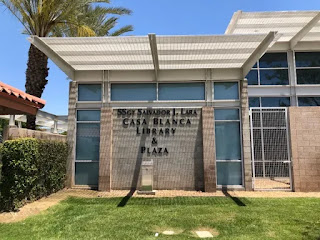 SSgt. Salvador J. Lara
Casa Blanca
Library
&
Plaza